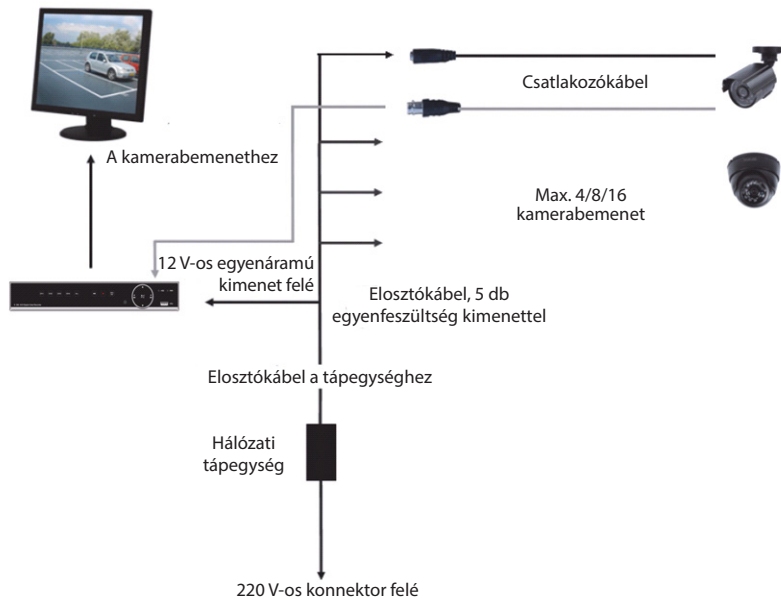 Csatlakozókábel
A kamerabemenethez
Max. 4/8/16
kamerabemenet
12 V-os egyenáramú
kimenet felé
Elosztókábel, 5 db
egyenfeszültség kimenettel
Elosztókábel a tápegységhez
Hálózati
tápegység
220 V-os konnektor felé